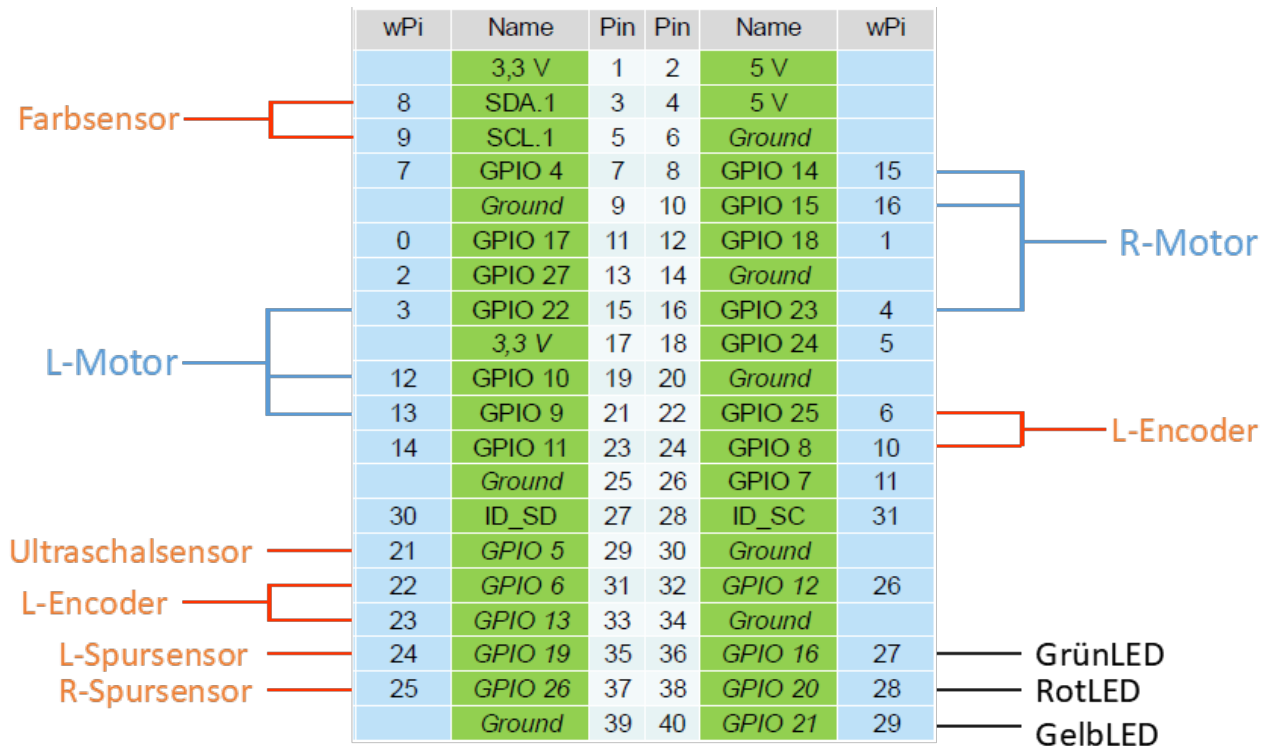 wPi Name Pin Pin Name wPi
3,3 V 1 2 5 V
Farbsensor 8 SDA.1 3 4 5 V
9 SCL.1 5 6 Ground
7 GPIO 4 7 8 GPIO 14 15
Ground 9 10 GPIO 15 16
0 GPIO 17 11 12 GPIO 18 1 R-Motor
2 GPIO 27 13 14 Ground
3 GPIO 22 15 16 GPIO 23 4
L-Motor 3,3 V 17 18 GPIO 24 5
12 GPIO 10 19 20 Ground
13 GPIO 9 21 22 GPIO 25 6 L-Encoder
14 GPIO 11 23 24 GPIO 8 10
Ground 25 26 GPIO 7 11
30 ID_SD 27 28 ID_SC 31
Ultraschalsensor 21 GPIO 5 29 30 Ground
L-Encoder 22 GPIO 6 31 32 GPIO 12 26
23 GPIO 13 33 34 Ground
L-Spursensor 24 GPIO 19 35 36 GPIO 16 27 GrünLED
R-Spursensor 25 GPIO 26 37 38 GPIO 20 28 RotLED
Ground 39 40 GPIO 21 29 GelbLED